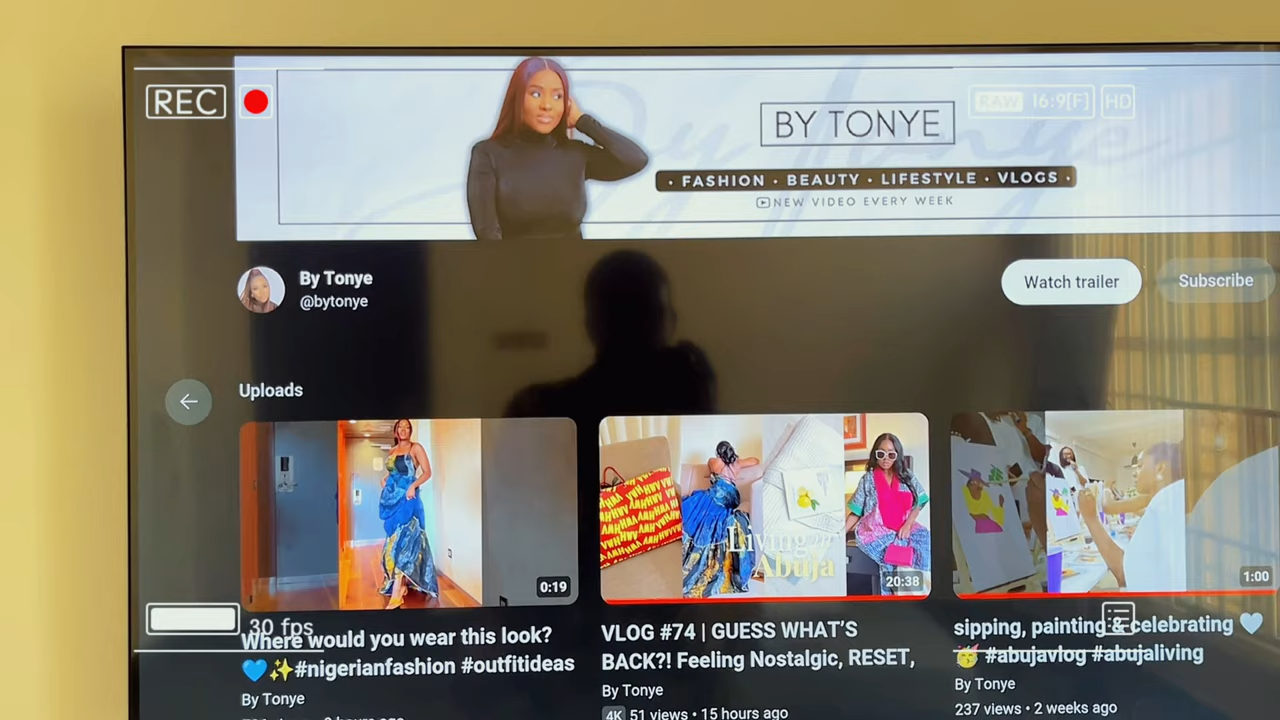 REC
RAW 16:9[F] HD
BY TONYE
· FASHION · BEAUTY · LIFESTYLE · VLOGS ·
NEW VIDEO EVERY WEEK
By Tonye
@bytonye
Watch trailer
Subscribe
Uploads
Living in
Abuja
0:19
20:38
1:00
30 fps
Where would you wear this look?
💙✨#nigerianfashion #outfitideas
By Tonye
VLOG #74 | GUESS WHAT'S
BACK?! Feeling Nostalgic, RESET,
By Tonye
4K 51 views • 15 hours ago
sipping, painting & celebrating 🩵
🥳 #abujavlog #abujaliving
By Tonye
237 views • 2 weeks ago